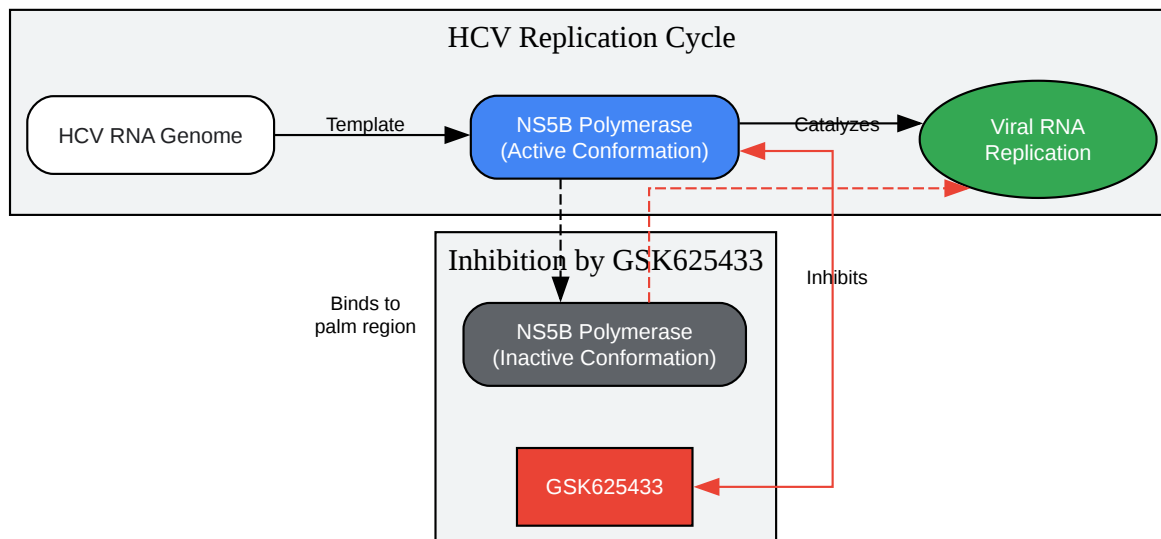 HCV Replication Cycle
HCV RNA Genome
Template
NS5B Polymerase
(Active Conformation)
Catalyzes
Viral RNA
Replication
Inhibition by GSK625433
Inhibits
Binds to
palm region
NS5B Polymerase
(Inactive Conformation)
GSK625433